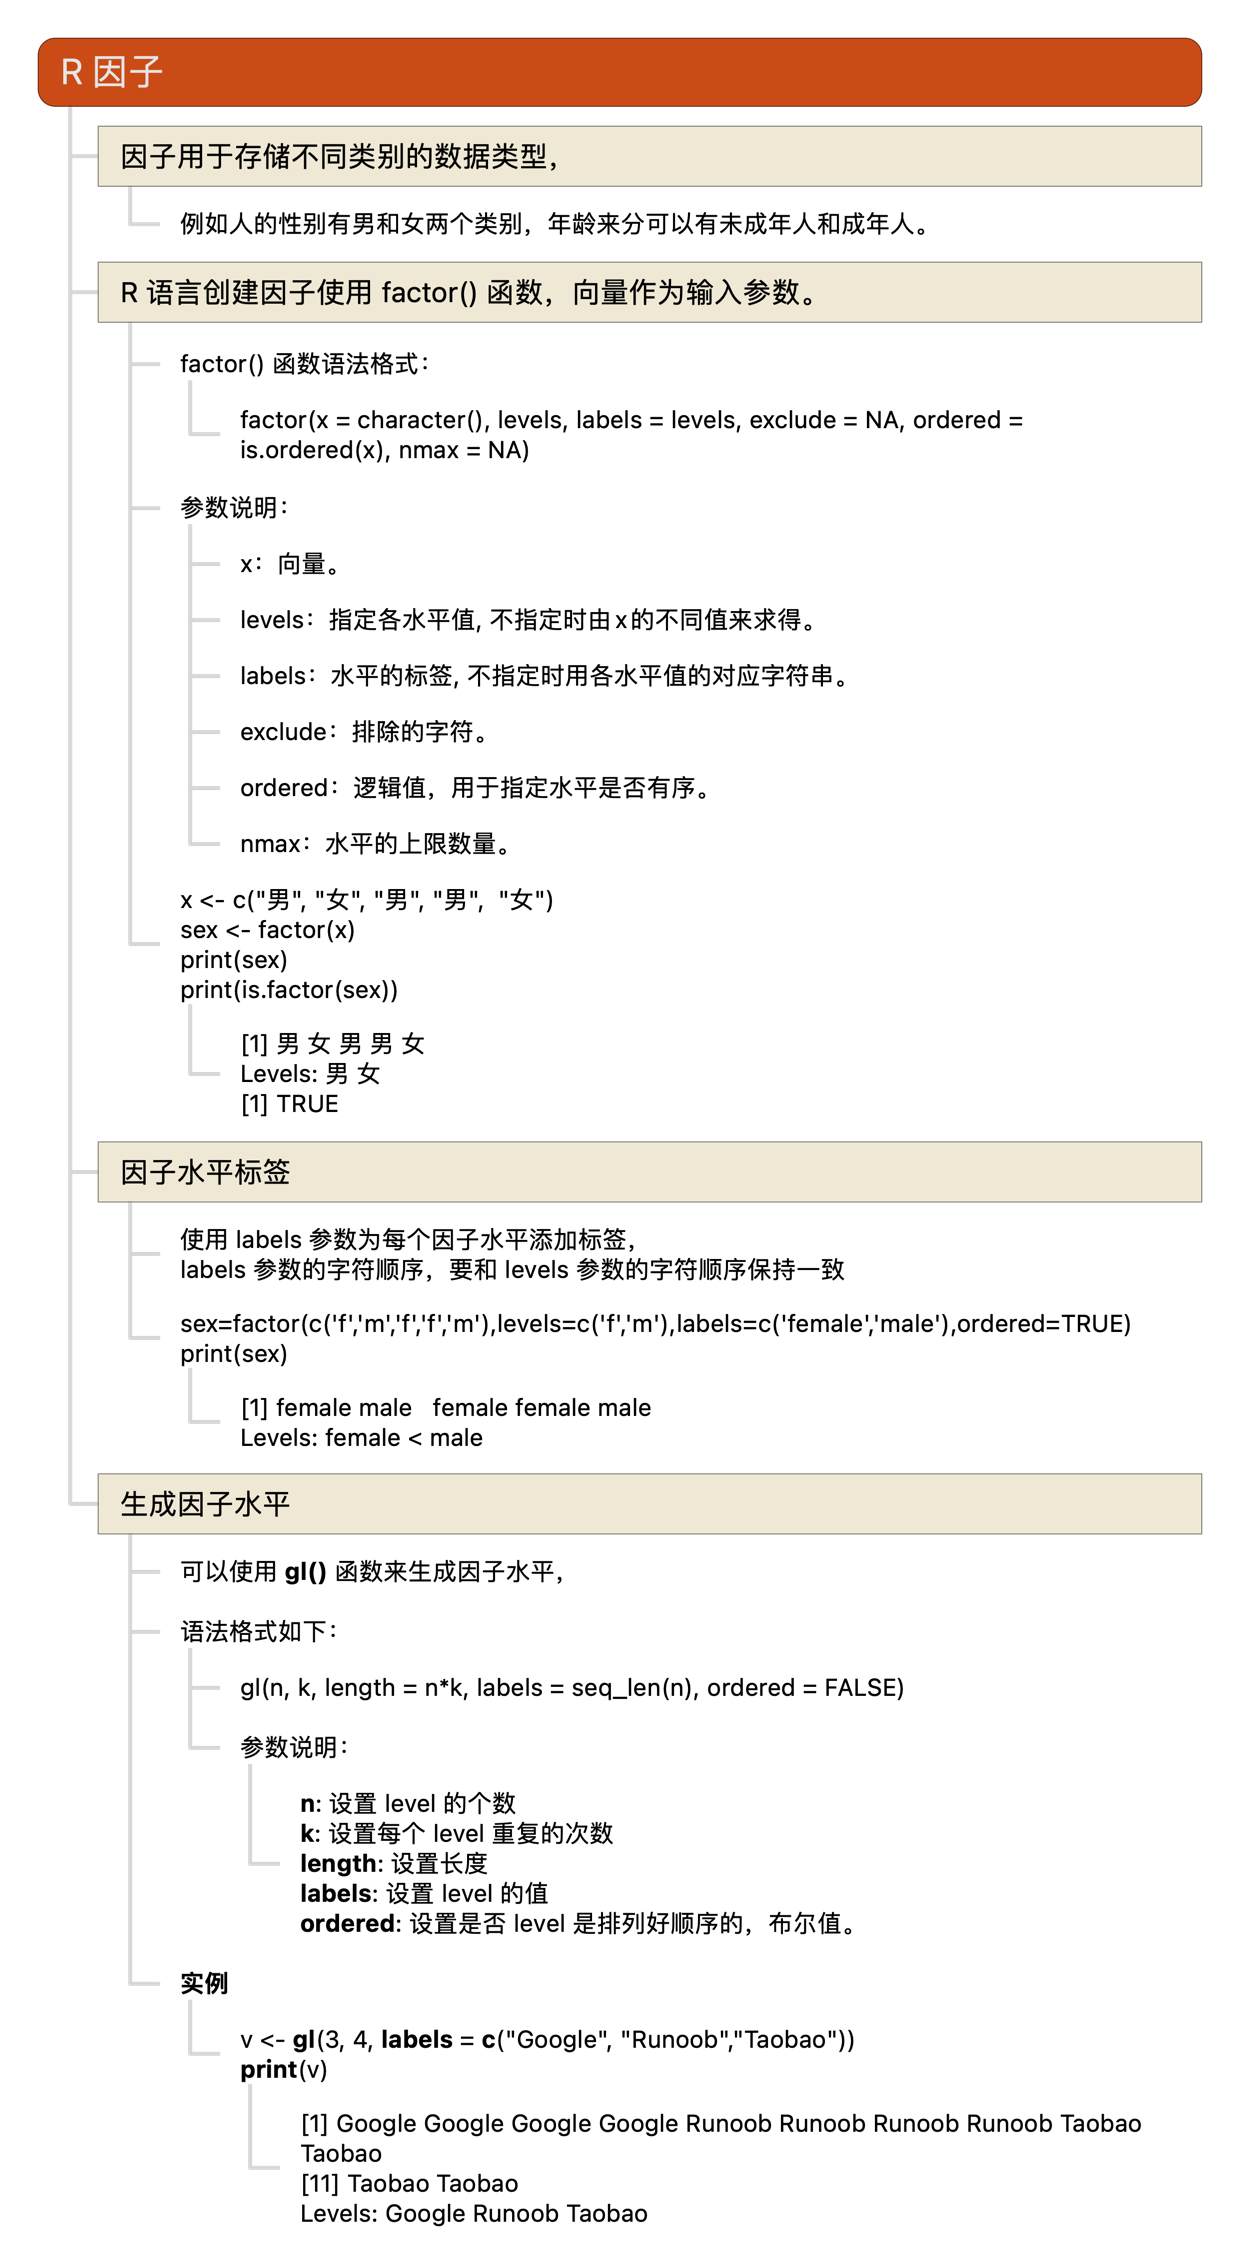 R 因子
因子用于存储不同类别的数据类型，
例如人的性别有男和女两个类别，年龄来分可以有未成年人和成年人。
R 语言创建因子使用 factor() 函数，向量作为输入参数。
factor() 函数语法格式：
factor(x = character(), levels, labels = levels, exclude = NA, ordered =
is.ordered(x), nmax = NA)
参数说明：
x：向量。
levels：指定各水平值, 不指定时由x的不同值来求得。
labels：水平的标签, 不指定时用各水平值的对应字符串。
exclude：排除的字符。
ordered：逻辑值，用于指定水平是否有序。
nmax：水平的上限数量。
x <- c("男", "女", "男", "男",  "女")
sex <- factor(x)
print(sex)
print(is.factor(sex))
[1] 男 女 男 男 女
Levels: 男 女
[1] TRUE
因子水平标签
使用 labels 参数为每个因子水平添加标签，
labels 参数的字符顺序，要和 levels 参数的字符顺序保持一致
sex=factor(c('f','m','f','f','m'),levels=c('f','m'),labels=c('female','male'),ordered=TRUE)
print(sex)
[1] female male   female female male
Levels: female < male
生成因子水平
可以使用 gl() 函数来生成因子水平，
语法格式如下：
gl(n, k, length = n*k, labels = seq_len(n), ordered = FALSE)
参数说明：
n: 设置 level 的个数
k: 设置每个 level 重复的次数
length: 设置长度
labels: 设置 level 的值
ordered: 设置是否 level 是排列好顺序的，布尔值。
实例
v <- gl(3, 4, labels = c("Google", "Runoob","Taobao"))
print(v)
[1] Google Google Google Google Runoob Runoob Runoob Runoob Taobao
Taobao
[11] Taobao Taobao
Levels: Google Runoob Taobao